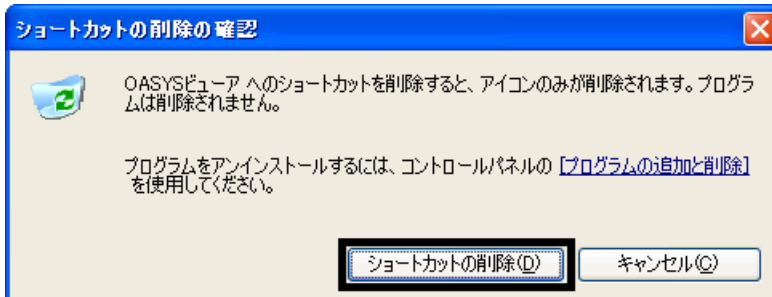 ショートカットの削除の確認
OASYSビューア へのショートカットを削除すると、アイコンのみが削除されます。プログラ
ムは削除されません。
プログラムをアンインストールするには、コントロールパネルの [プログラムの追加と削除]
を使用してください。
ショートカットの削除(D) キャンセル(C)